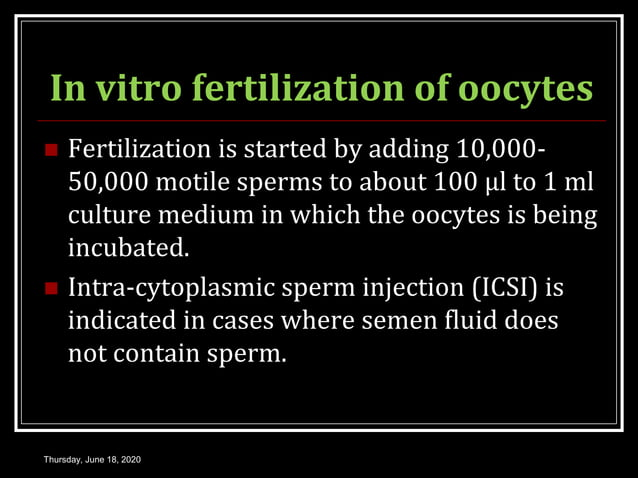 In vitro fertilization of oocytes
Fertilization is started by adding 10,000-
50,000 motile sperms to about 100 µl to 1 ml
culture medium in which the oocytes is being
incubated.
Intra-cytoplasmic sperm injection (ICSI) is
indicated in cases where semen fluid does
not contain sperm.
Thursday, June 18, 2020